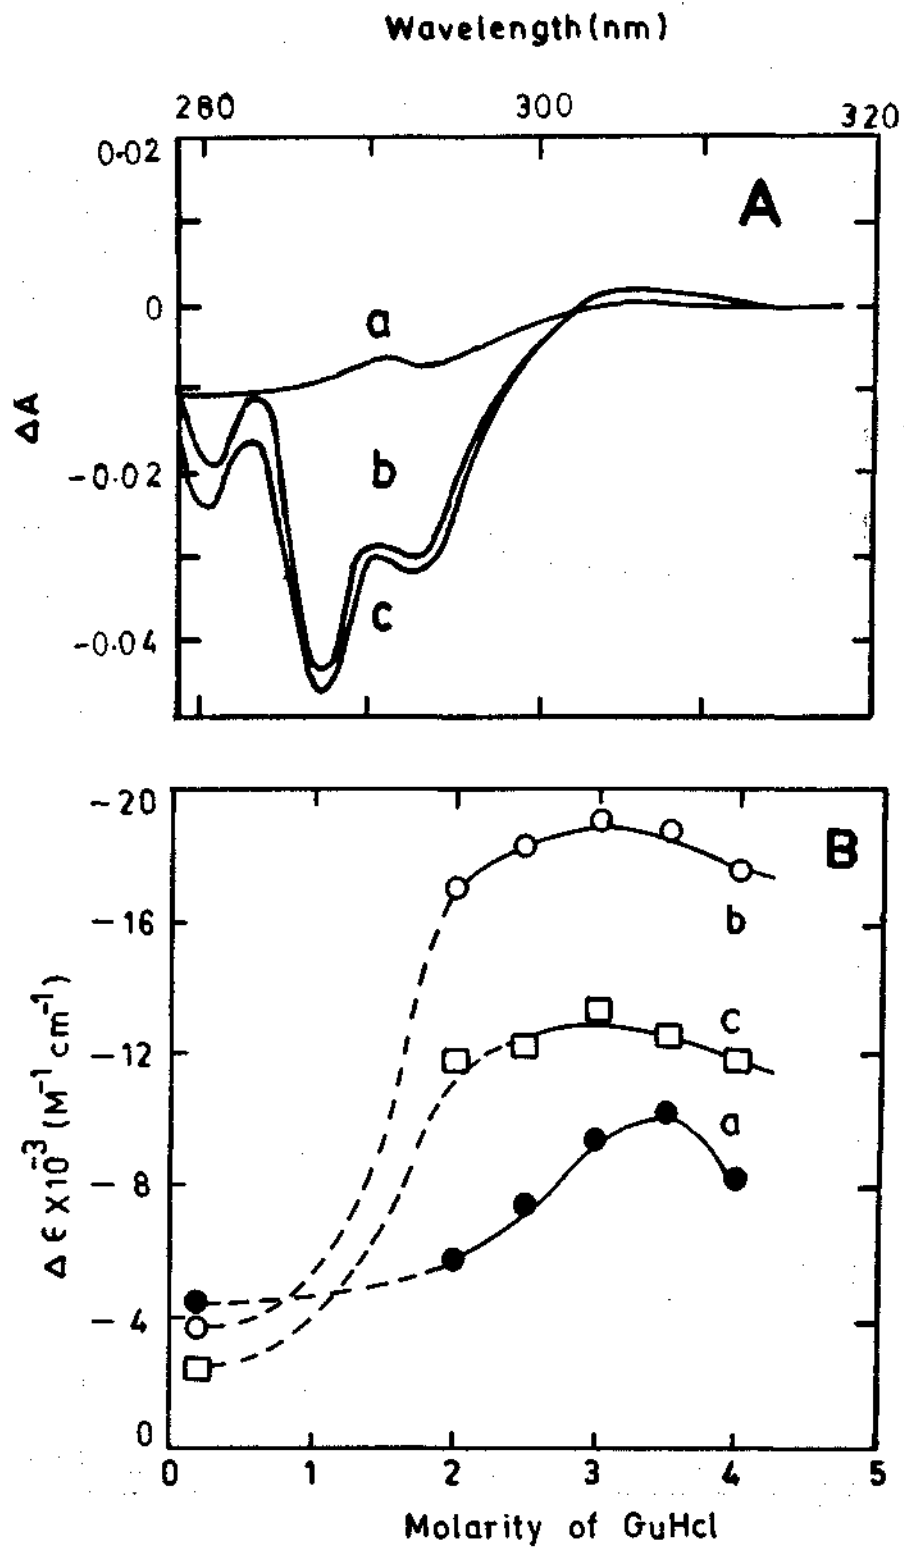 Wavelength(nm)
280 300 320
0.02
A
0
a
ΔA
b
-0.02
c
-0.04
-20
B
-16
b
c
-12
a
Δ ε x10⁻³ (M⁻¹ cm⁻¹)
-8
-4
0
0 1 2 3 4 5
Molarity of GuHcl